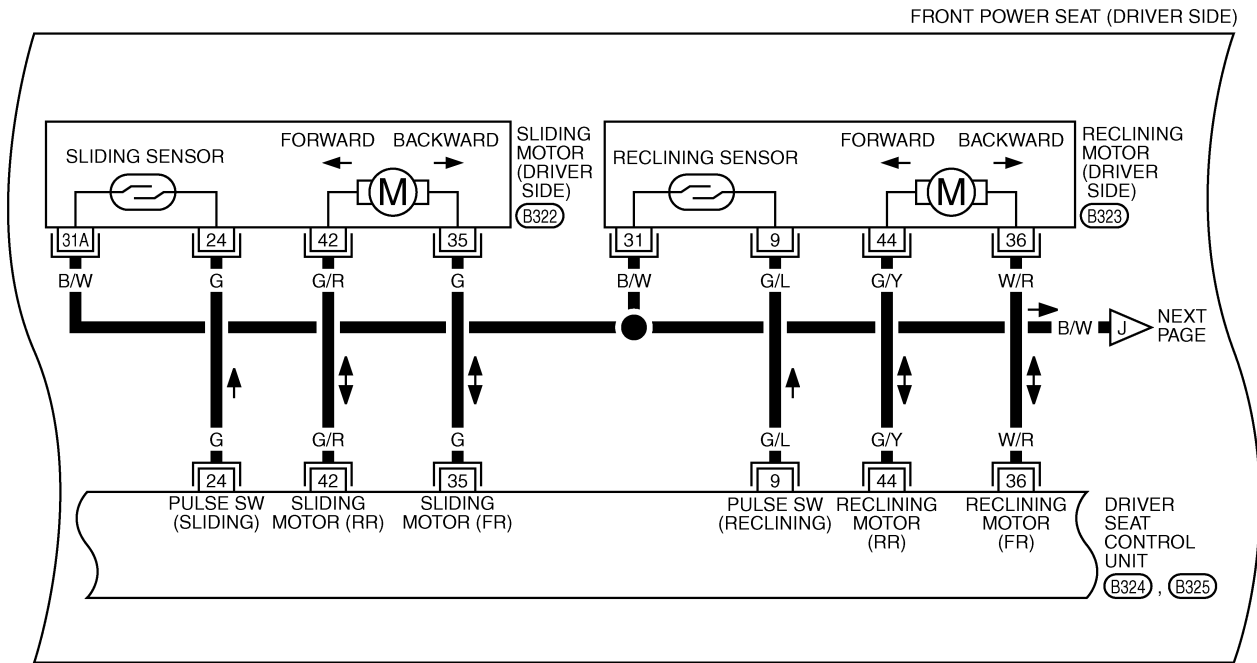 FRONT POWER SEAT (DRIVER SIDE)
SLIDING SENSOR
FORWARD BACKWARD
SLIDING
MOTOR
(DRIVER
SIDE)
B322
RECLINING SENSOR
FORWARD BACKWARD
RECLINING
MOTOR
(DRIVER
SIDE)
B323
M
M
31A 24 42 35 31 9 44 36
B/W G G/R G B/W G/L G/Y W/R
B/W J NEXT
PAGE
G G/R G G/L G/Y W/R
24 42 35 9 44 36
PULSE SW
(SLIDING)
SLIDING
MOTOR (RR)
SLIDING
MOTOR (FR)
PULSE SW
(RECLINING)
RECLINING
MOTOR
(RR)
RECLINING
MOTOR
(FR)
DRIVER
SEAT
CONTROL
UNIT
B324 , B325